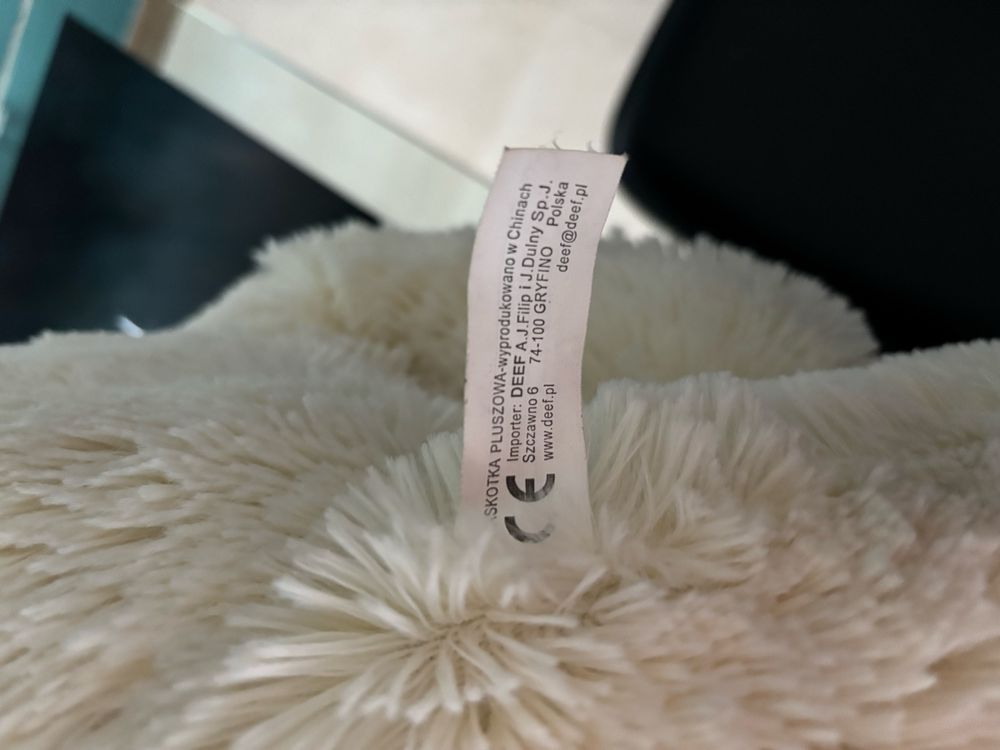 SKOTKA PLUSZOWA-wyprodukowano w Chinach
Importer: DEEF A.J.Filip i J.Dulny Sp.J.
Szczawno 6 74-100 GRYFINO Polska
www.deef.pl deef@deef.pl
CE